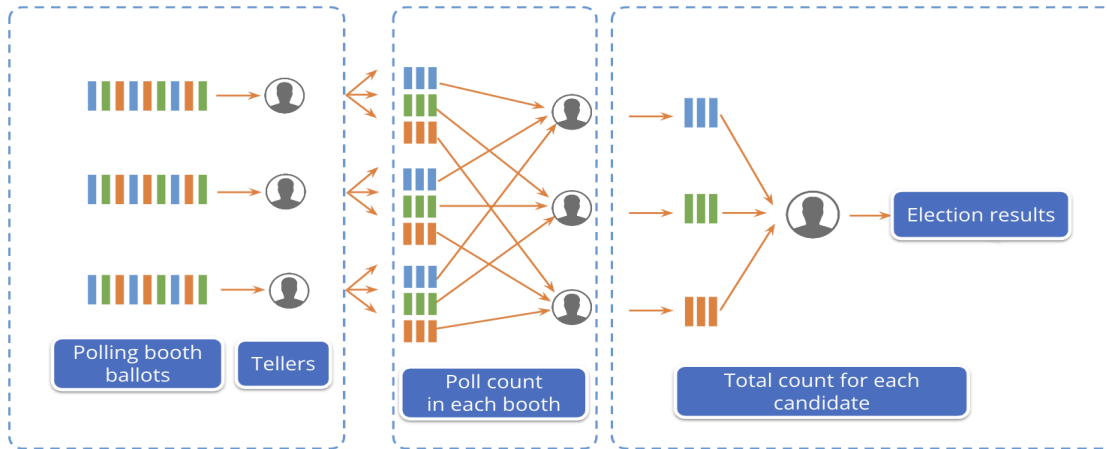 Polling booth
ballots
Tellers
Poll count
in each booth
Total count for each
candidate
Election results